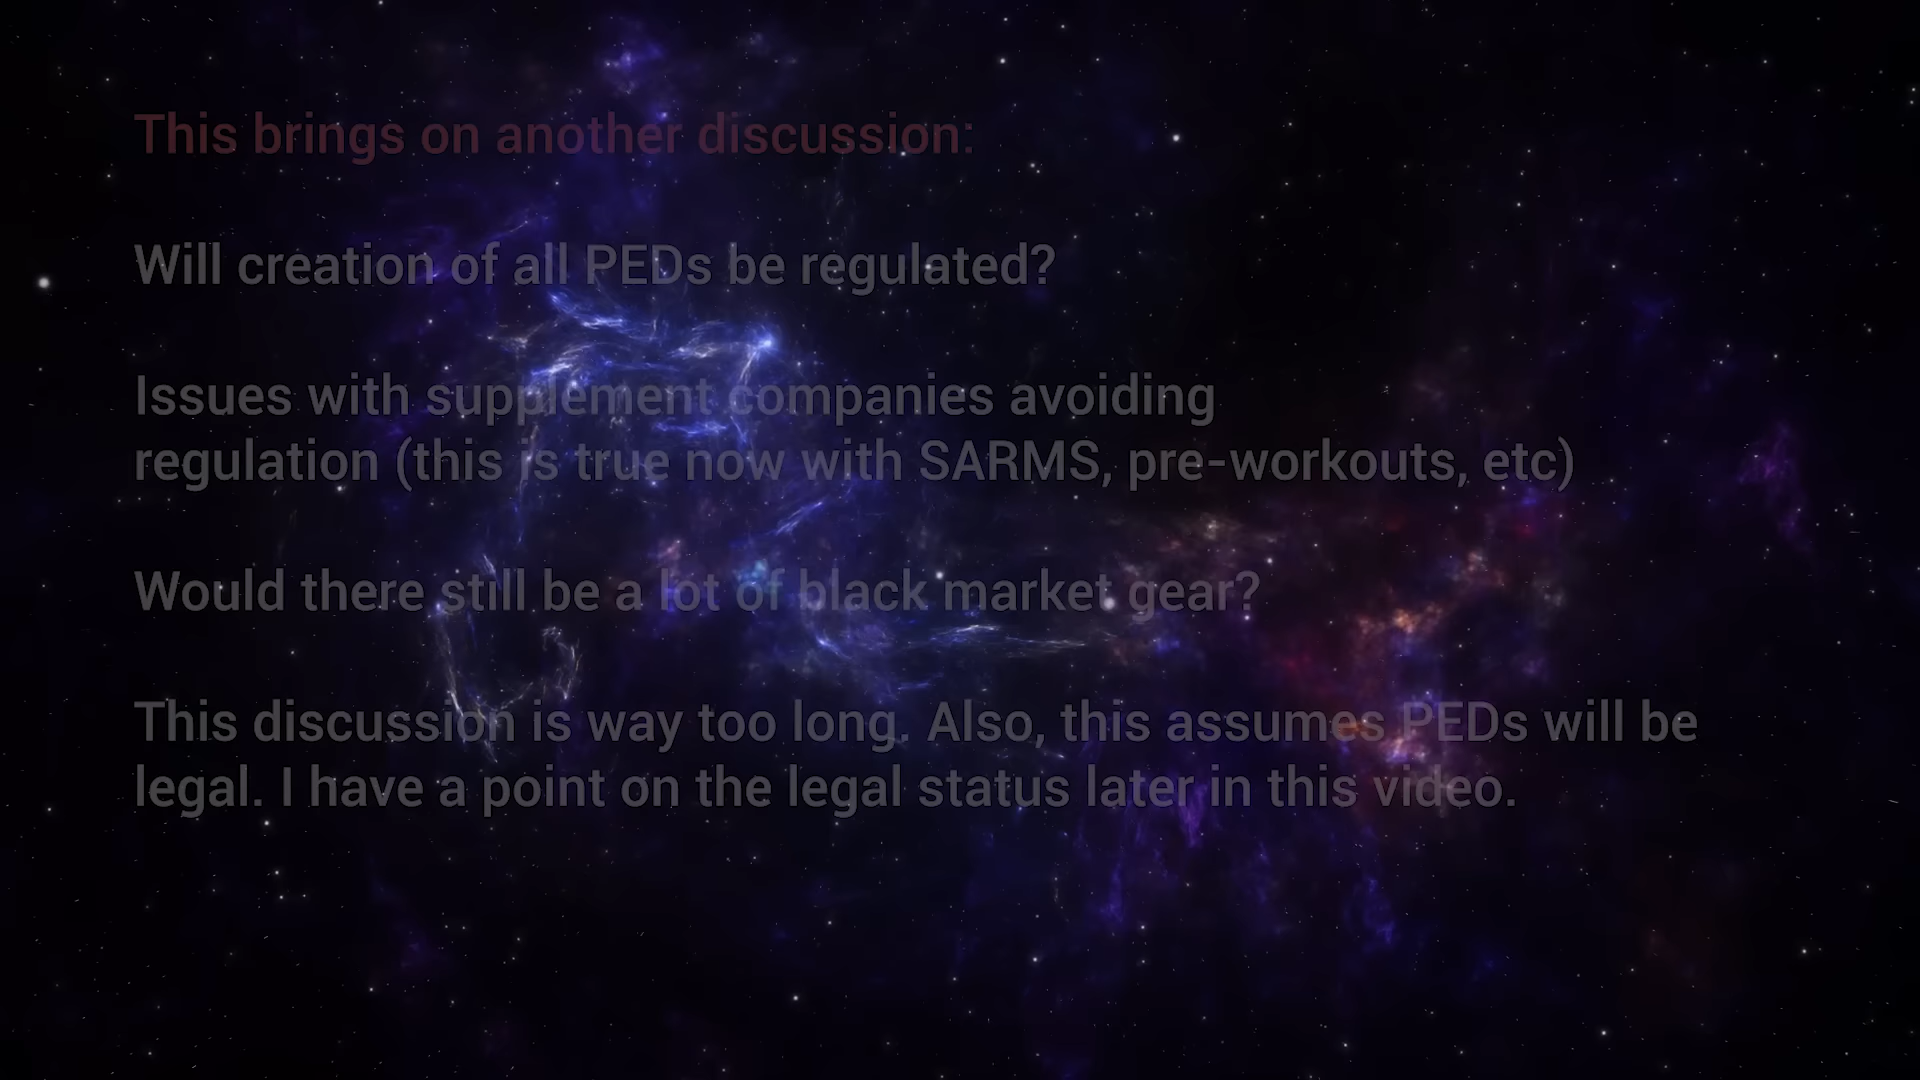 This brings on another discussion:
Will creation of all PEDs be regulated?
Issues with supplement companies avoiding
regulation (this is true now with SARMS, pre-workouts, etc)
Would there still be a lot of black market gear?
This discussion is way too long. Also, this assumes PEDs will be
legal. I have a point on the legal status later in this video.